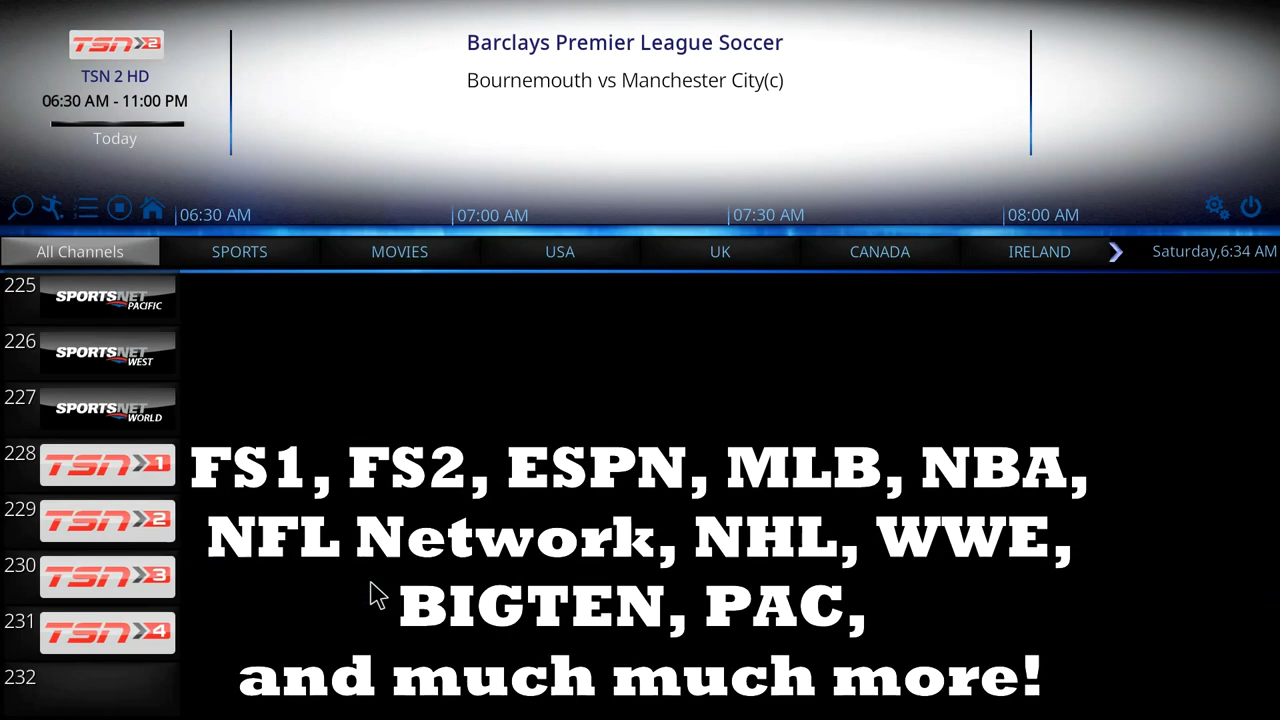 TSN 2
TSN 2 HD
06:30 AM - 11:00 PM
Today
Barclays Premier League Soccer
Bournemouth vs Manchester City(c)
06:30 AM
07:00 AM
07:30 AM
08:00 AM
All Channels
SPORTS
MOVIES
USA
UK
CANADA
IRELAND
Saturday,6:34 AM
225
SPORTSNET
PACIFIC
226
SPORTSNET
WEST
227
SPORTSNET
WORLD
228
TSN 1
229
TSN 2
230
TSN 3
231
TSN 4
232
FS1, FS2, ESPN, MLB, NBA,
NFL Network, NHL, WWE,
BIGTEN, PAC,
and much much more!